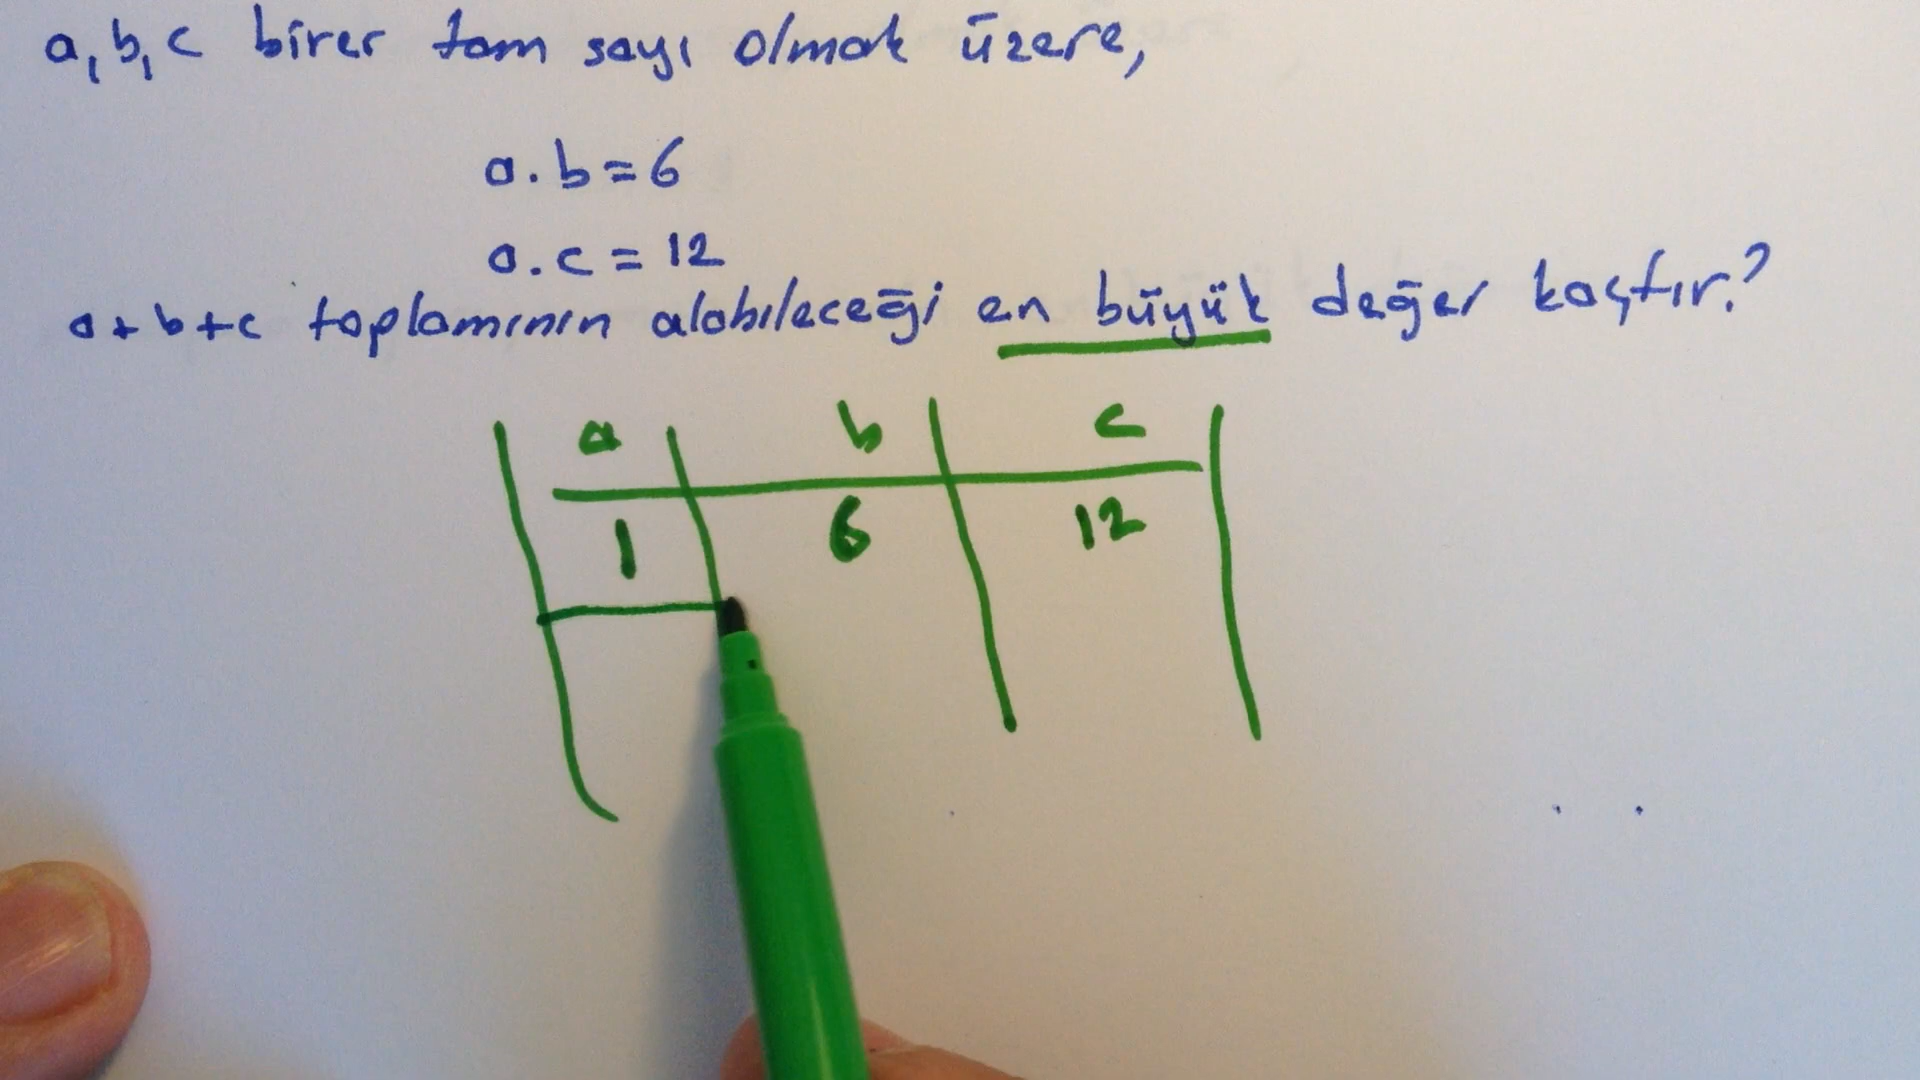 a, b, c birer tam sayı olmak üzere,
a.b=6
a.c=12
a+b+c toplamının alabileceği en büyük değer kaçtır?
a b c
1 6 12